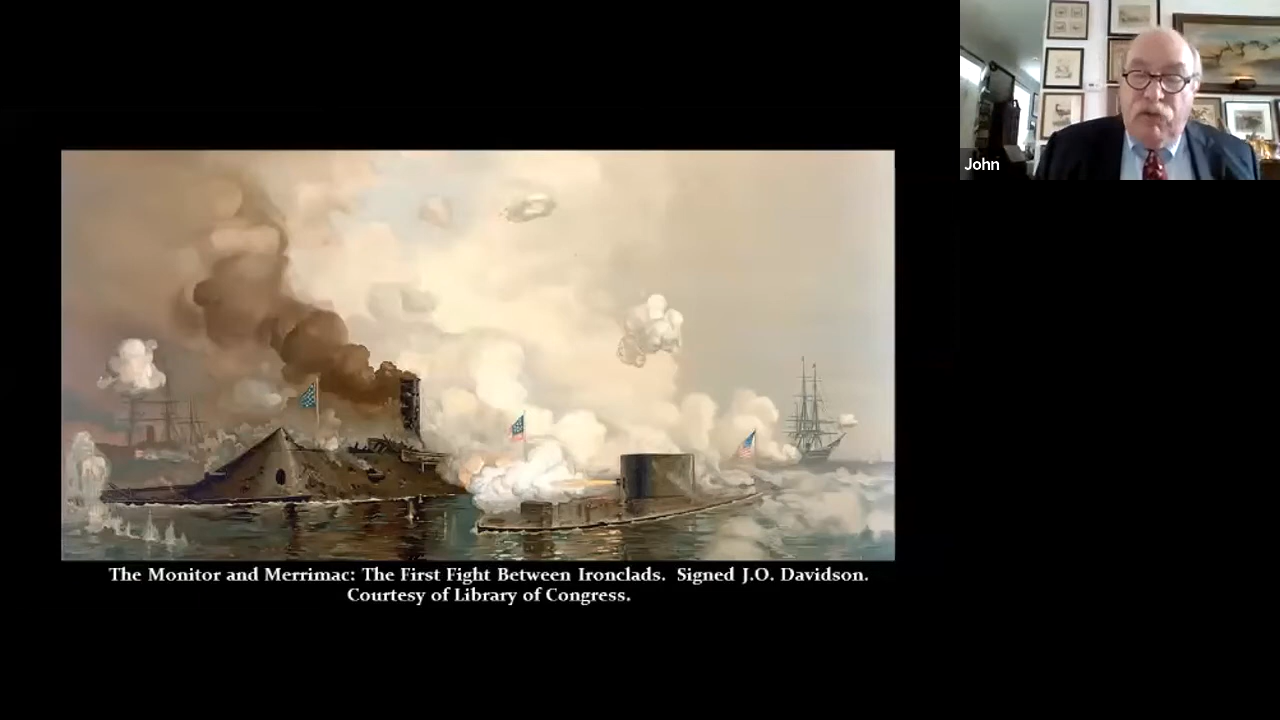 John
The Monitor and Merrimac: The First Fight Between Ironclads. Signed J.O. Davidson.
Courtesy of Library of Congress.